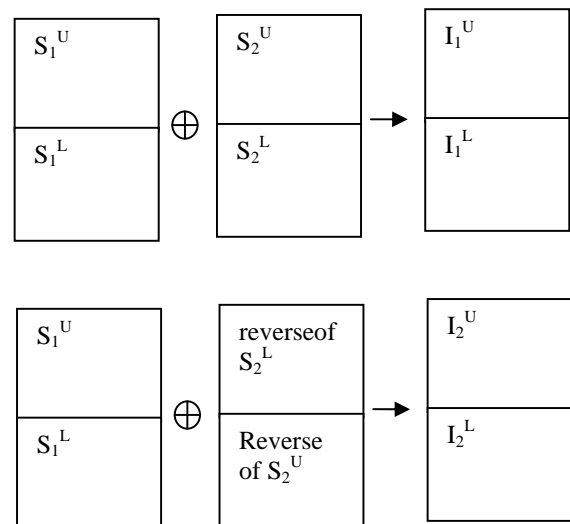 S₁ᵁ
S₂ᵁ
I₁ᵁ
S₁ᴸ
⊕
S₂ᴸ
→
I₁ᴸ
S₁ᵁ
reverseof
S₂ᴸ
I₂ᵁ
⊕
→
S₁ᴸ
Reverse
of S₂ᵁ
I₂ᴸ